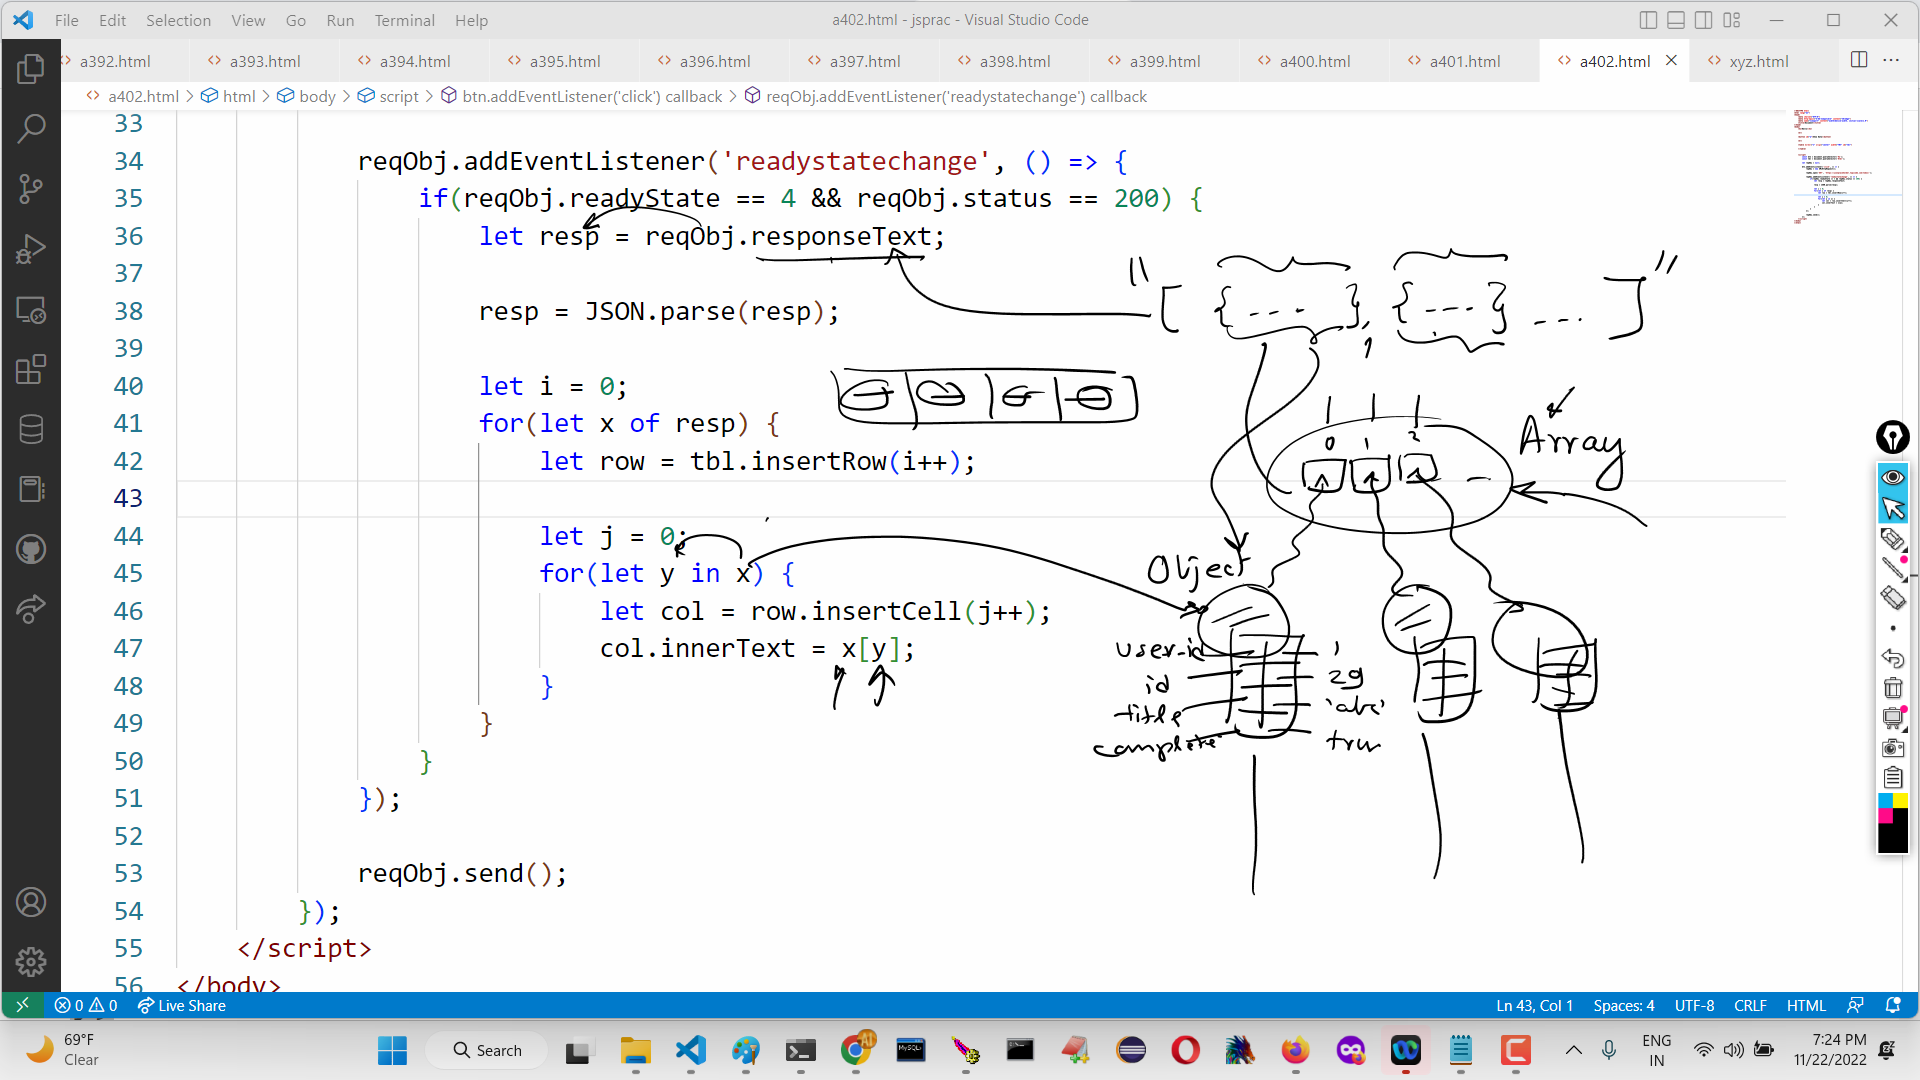 File Edit Selection View Go Run Terminal Help
a402.html - jsprac - Visual Studio Code
a392.html a393.html a394.html a395.html a396.html a397.html a398.html a399.html a400.html a401.html a402.html xyz.html
a402.html > html > body > script > btn.addEventListener('click') callback > reqObj.addEventListener('readystatechange') callback
33
34 reqObj.addEventListener('readystatechange', () => {
35 if(reqObj.readyState == 4 && reqObj.status == 200) {
36 let resp = reqObj.responseText;
37
38 resp = JSON.parse(resp);
39
40 let i = 0;
41 for(let x of resp) {
42 let row = tbl.insertRow(i++);
43
44 let j = 0;
45 for(let y in x) {
46 let col = row.insertCell(j++);
47 col.innerText = x[y];
48 }
49 }
50 }
51 });
52
53 reqObj.send();
54 });
55 </script>
56 </body>
"[ {---}, {---} --- ]"
0 1 2
Array
Object
user-id 1
id 29
title 'abc'
complete tru
0 0 Live Share
Ln 43, Col 1 Spaces: 4 UTF-8 CRLF HTML
69°F
Clear
Search
ENG
IN
7:24 PM
11/22/2022